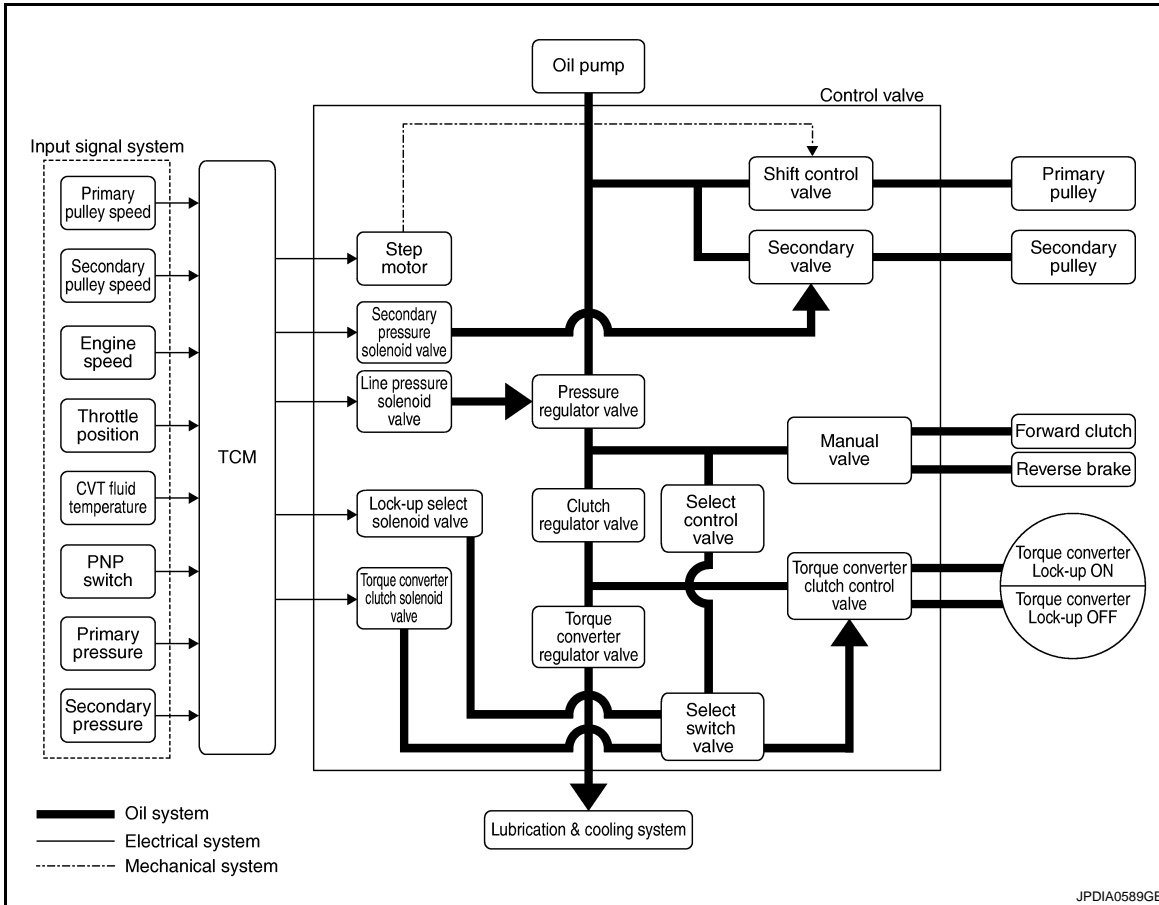 Oil pump
Control valve
Input signal system
Primary
pulley speed
Secondary
pulley speed
Engine
speed
Throttle
position
CVT fluid
temperature
PNP
switch
Primary
pressure
Secondary
pressure
TCM
Step
motor
Secondary
pressure
solenoid valve
Line pressure
solenoid
valve
Lock-up select
solenoid valve
Torque converter
clutch solenoid
valve
Pressure
regulator valve
Clutch
regulator valve
Torque
converter
regulator valve
Shift control
valve
Secondary
valve
Manual
valve
Select
control
valve
Torque converter
clutch control
valve
Select
switch
valve
Primary
pulley
Secondary
pulley
Forward clutch
Reverse brake
Torque converter
Lock-up ON
Torque converter
Lock-up OFF
Lubrication & cooling system
Oil system
Electrical system
Mechanical system
JPDIA0589GB